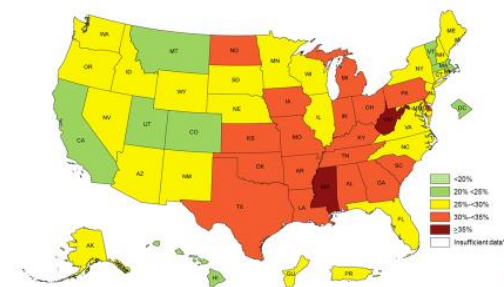 WA
OR
CA
NV
ID
MT
WY
UT
AZ
CO
NM
ND
SD
NE
KS
OK
TX
MN
IA
MO
AR
LA
WI
IL
MI
IN
OH
KY
TN
AL
GA
FL
SC
NC
VA
PA
NY
VT
NH
ME
MA
CT
NJ
DC
AK
HI
GU
PR
<20%
20%-<25%
25%-<30%
30%-<35%
≥35%
Insufficient data*